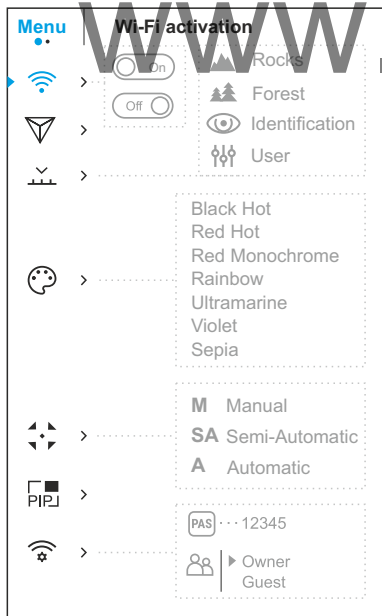 Menu Wi-Fi activation
www
On
Off
Rocks
Forest
Identification
User
Black Hot
Red Hot
Red Monochrome
Rainbow
Ultramarine
Violet
Sepia
M Manual
SA Semi-Automatic
A Automatic
PIP
PAS 12345
Owner
Guest